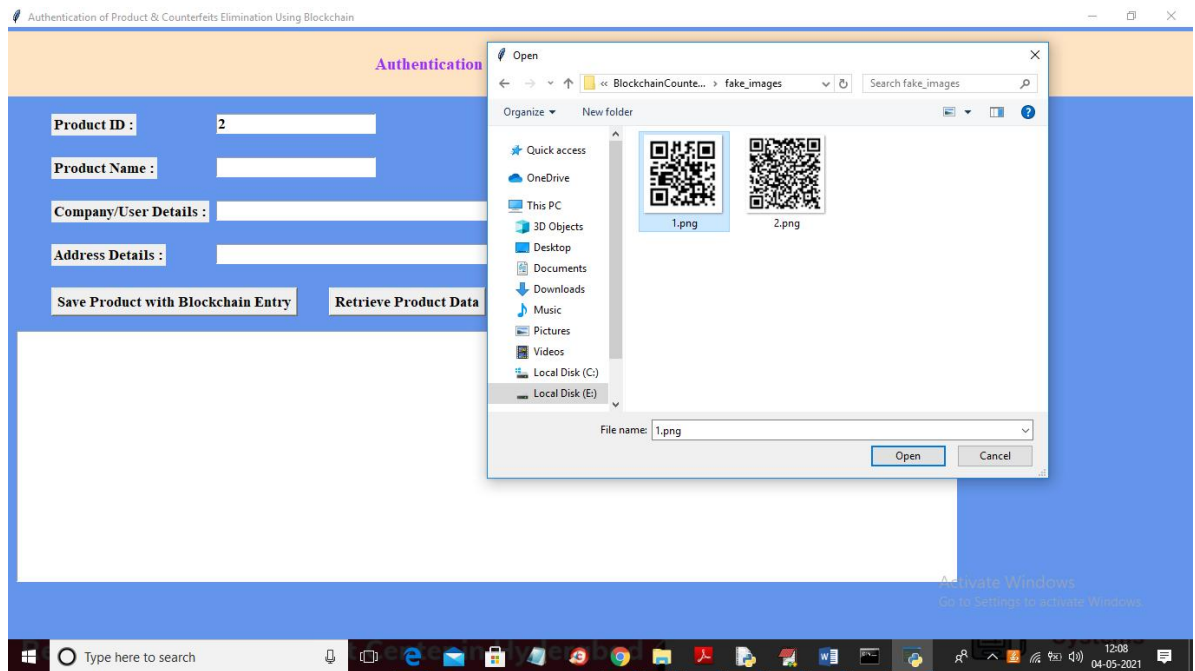 Authentication of Product & Counterfeits Elimination Using Blockchain
Authentication
Product ID :
2
Product Name :
Company/User Details :
Address Details :
Save Product with Blockchain Entry
Retrieve Product Data
Open
« BlockchainCounte... › fake_images
Search fake_images
Organize
New folder
Quick access
OneDrive
This PC
3D Objects
Desktop
Documents
Downloads
Music
Pictures
Videos
Local Disk (C:)
Local Disk (E:)
1.png
2.png
File name:
1.png
Open
Cancel
Activate Windows
Go to Settings to activate Windows.
Type here to search
12:08
04-05-2021